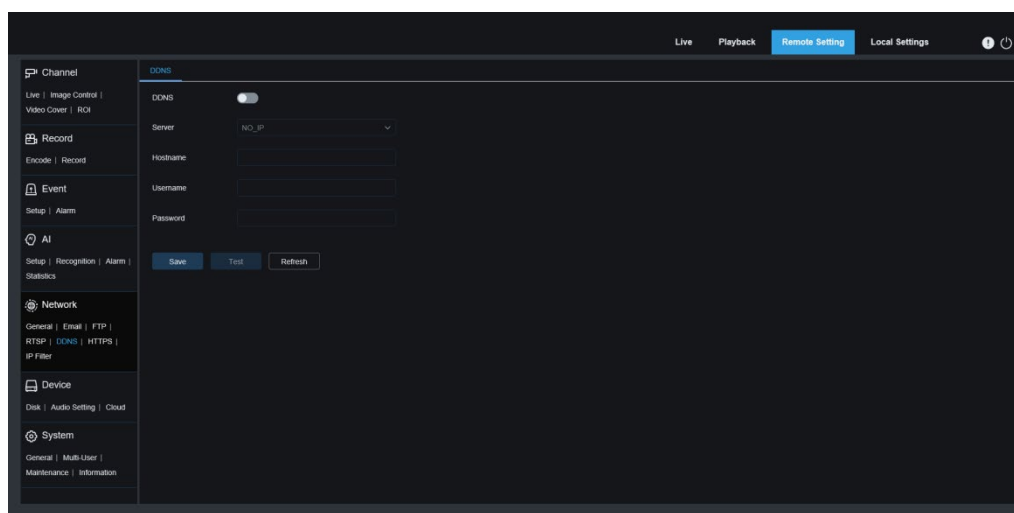 Live Playback Remote Setting Local Settings
Channel
Live | Image Control |
Video Cover | ROI
Record
Encode | Record
Event
Setup | Alarm
AI
Setup | Recognition | Alarm |
Statistics
Network
General | Email | FTP |
RTSP | DDNS | HTTPS |
IP Filter
Device
Disk | Audio Setting | Cloud
System
General | Multi-User |
Maintenance | Information
DDNS
DDNS
Server NO_IP
Hostname
Username
Password
Save Test Refresh